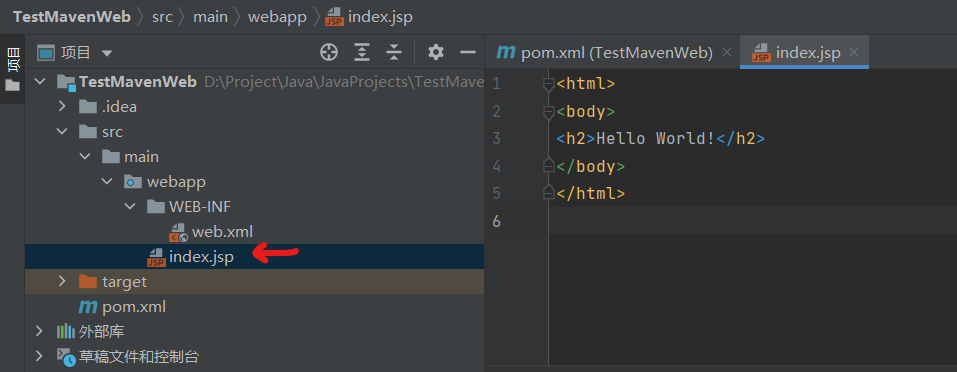 TestMavenWeb › src › main › webapp › index.jsp
项目
项目
TestMavenWeb D:\Project\Java\JavaProjects\TestMave
.idea
src
main
webapp
WEB-INF
web.xml
index.jsp
target
pom.xml
外部库
草稿文件和控制台
pom.xml (TestMavenWeb)
index.jsp
1 <html>
2 <body>
3 <h2>Hello World!</h2>
4 </body>
5 </html>
6